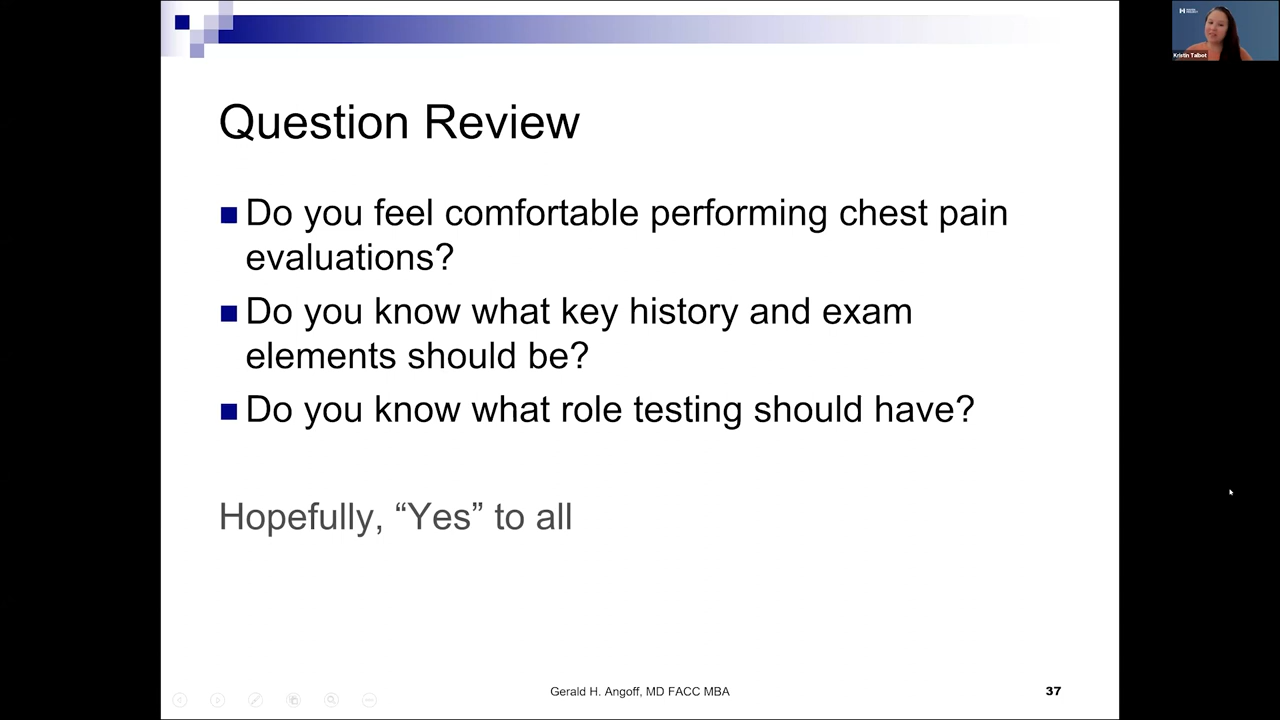 Question Review
Do you feel comfortable performing chest pain
evaluations?
Do you know what key history and exam
elements should be?
Do you know what role testing should have?
Hopefully, “Yes” to all
Gerald H. Angoff, MD FACC MBA
37
Kristin Talbot